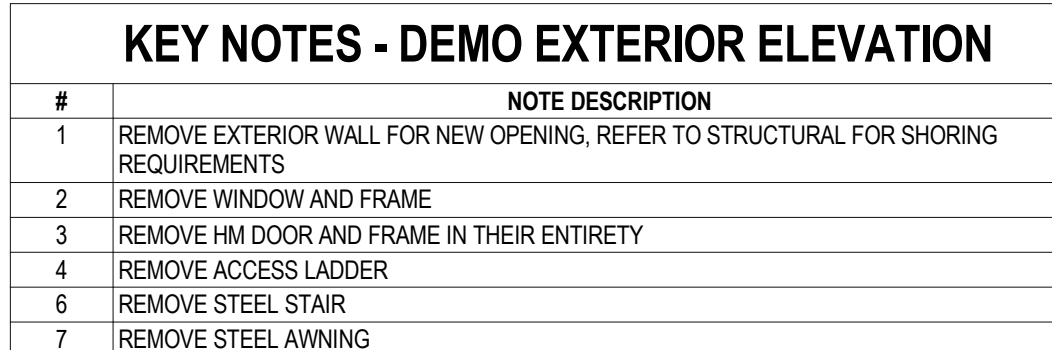 KEY NOTES - DEMO EXTERIOR ELEVATION
# NOTE DESCRIPTION
1 REMOVE EXTERIOR WALL FOR NEW OPENING, REFER TO STRUCTURAL FOR SHORING
REQUIREMENTS
2 REMOVE WINDOW AND FRAME
3 REMOVE HM DOOR AND FRAME IN THEIR ENTIRETY
4 REMOVE ACCESS LADDER
6 REMOVE STEEL STAIR
7 REMOVE STEEL AWNING